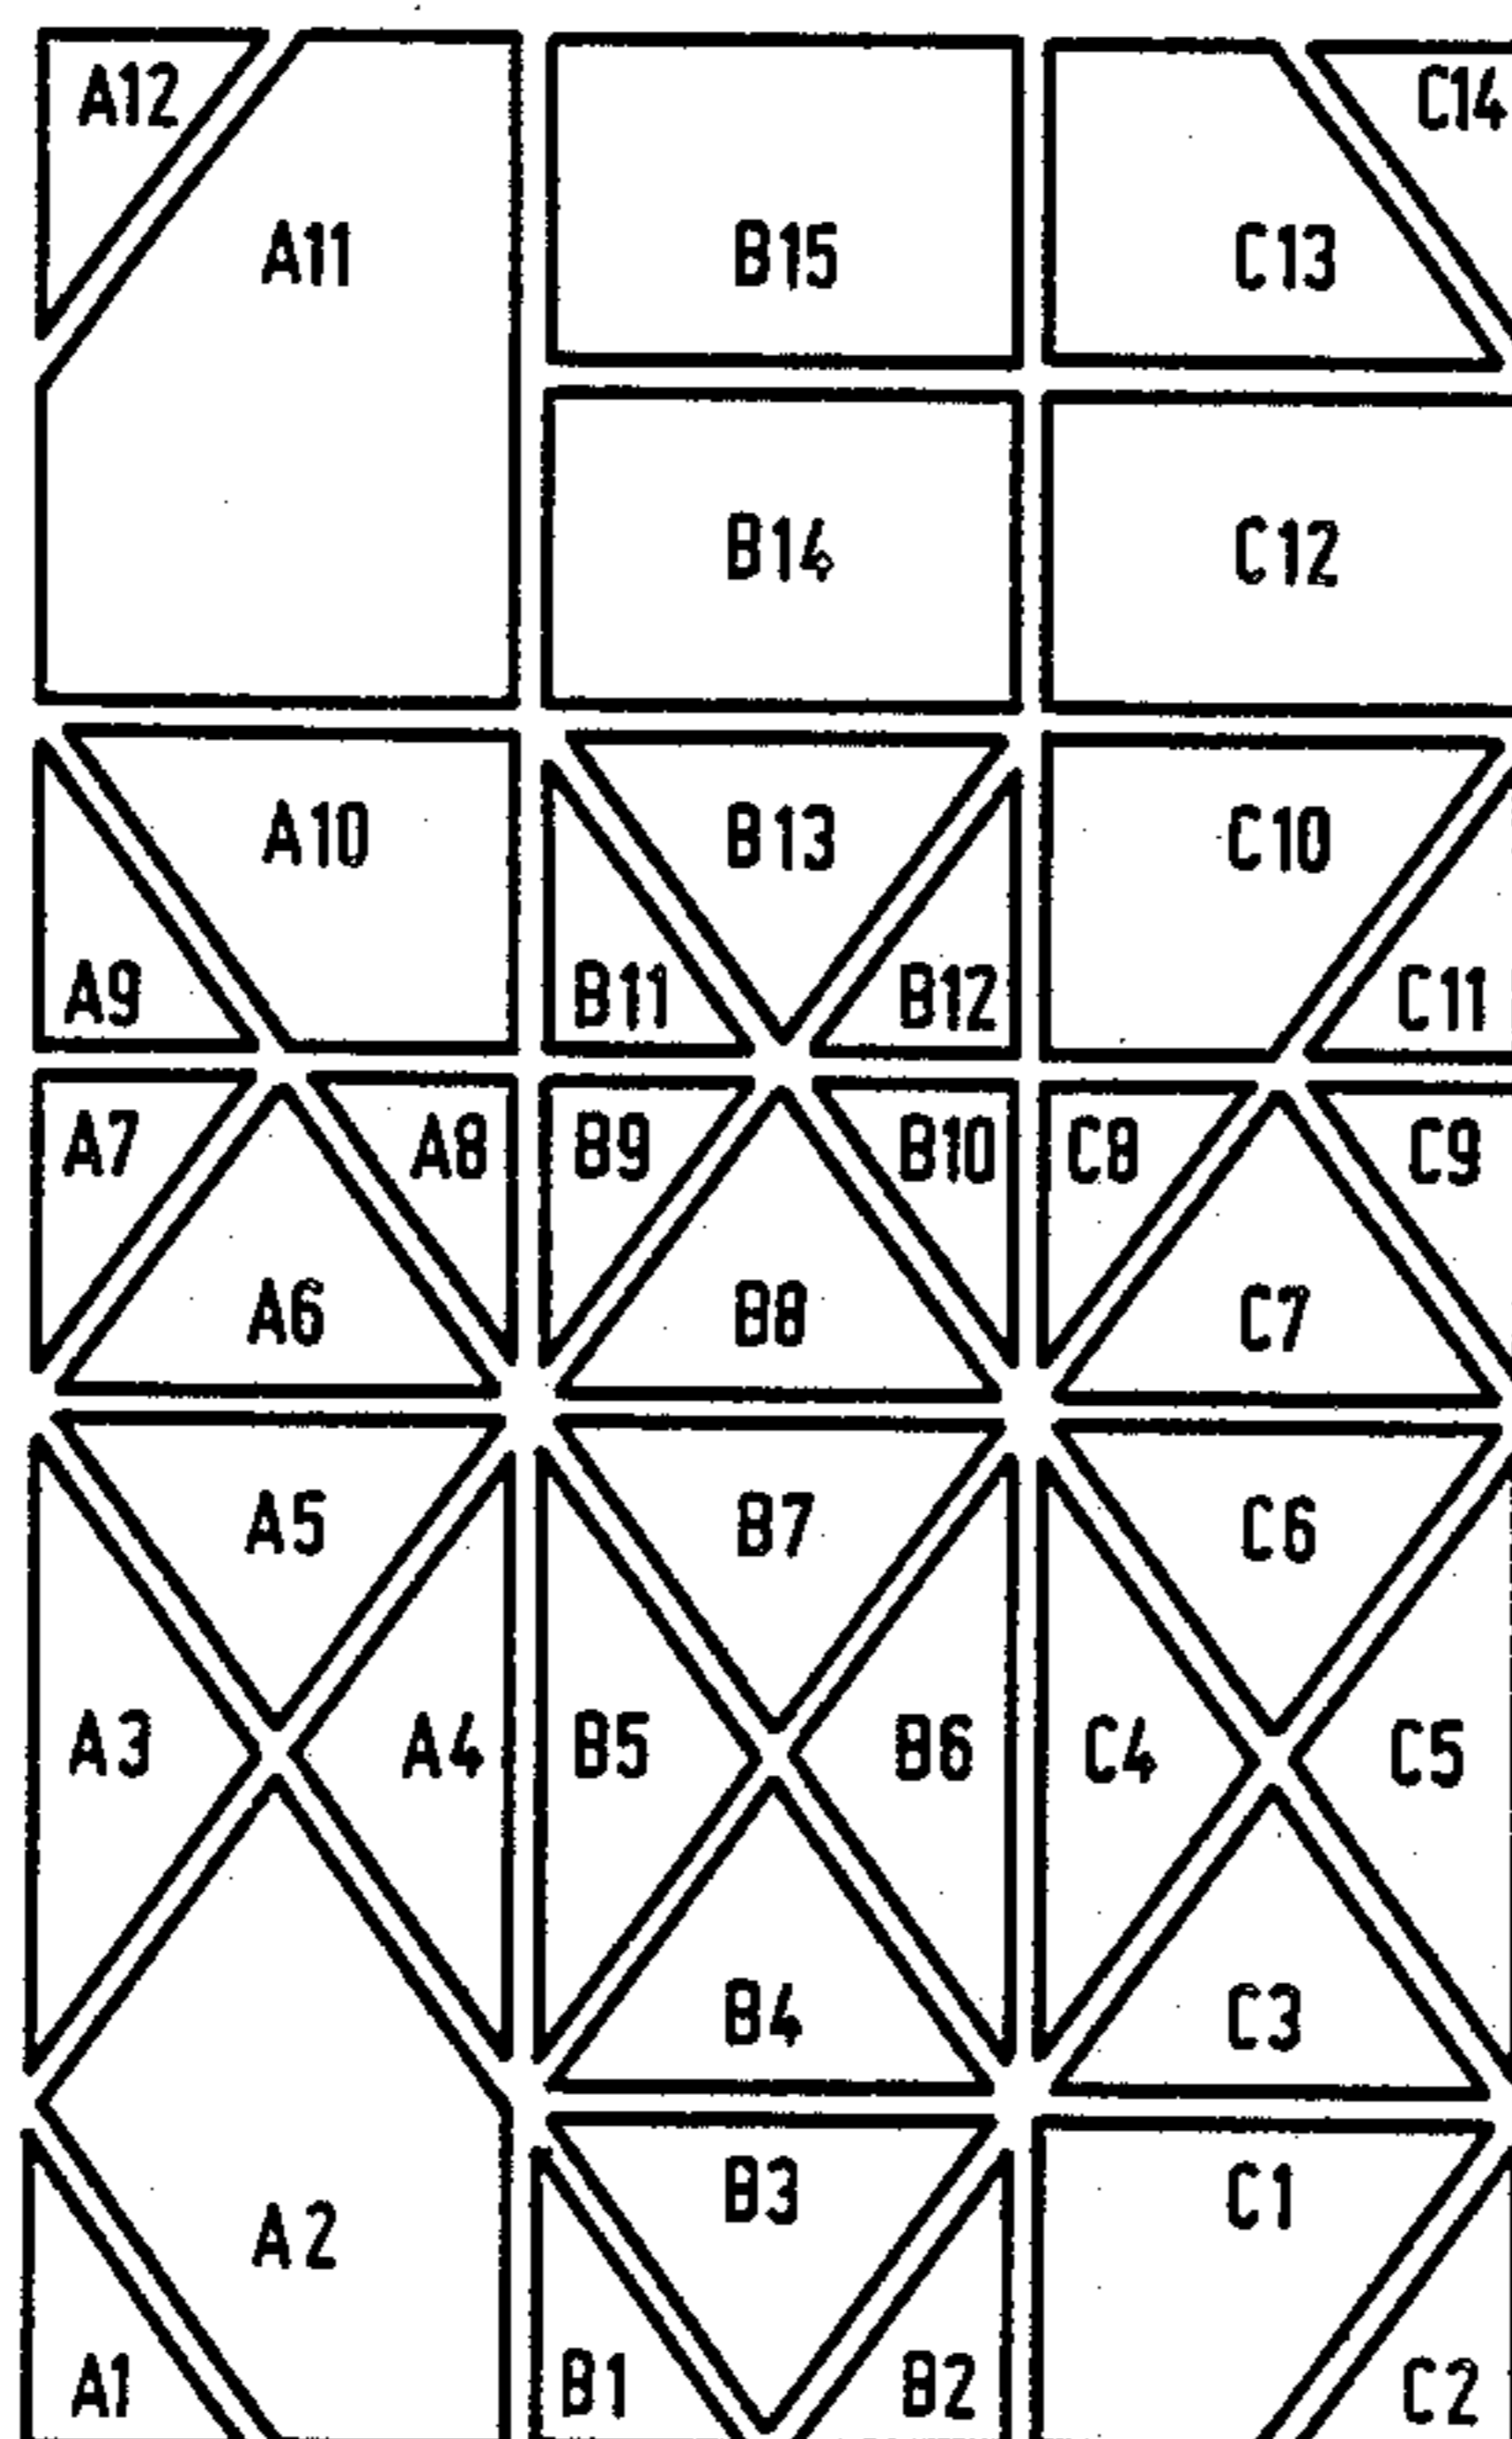 A12 C14
A11 B15 C13
B14 C12
A10 B13 C10
A9 B11 B12 C11
A7 A8 B9 B10 C8 C9
A6 B8 C7
A5 B7 C6
A3 A4 B5 B6 C4 C5
B4 C3
A2 B3 C1
A1 B1 B2 C2